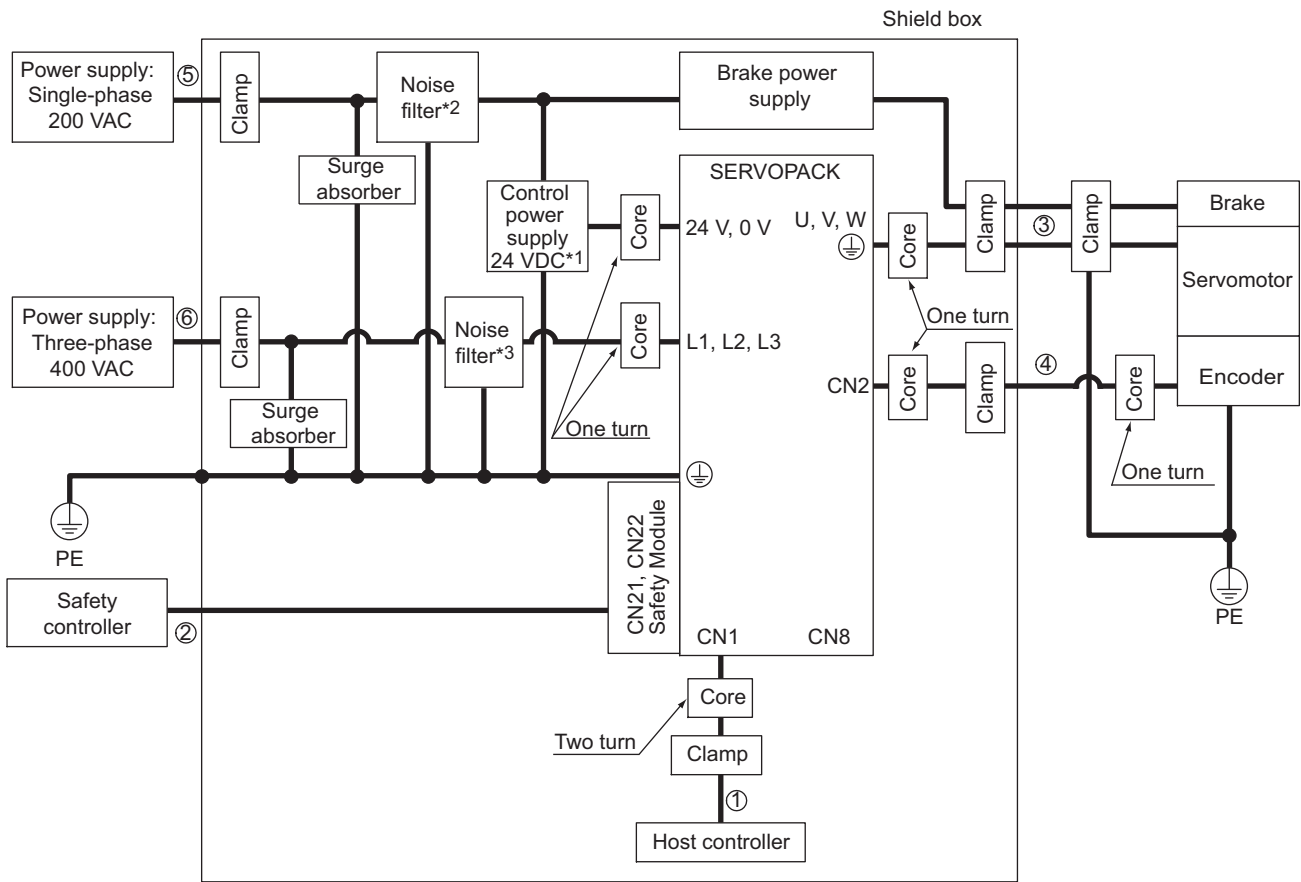 Shield box
Power supply:
Single-phase
200 VAC
⑤
Clamp
Noise
filter*2
Brake power
supply
Surge
absorber
Control
power
supply
24 VDC*1
Core
SERVOPACK
24 V, 0 V
U, V, W
Core
Clamp
③
Clamp
Brake
Servomotor
Power supply:
Three-phase
400 VAC
⑥
Clamp
Noise
filter*3
Core
L1, L2, L3
One turn
Surge
absorber
One turn
CN2
Core
Clamp
④
Core
Encoder
One turn
PE
CN21, CN22
Safety Module
PE
Safety
controller
②
CN1
CN8
Core
Two turn
Clamp
①
Host controller